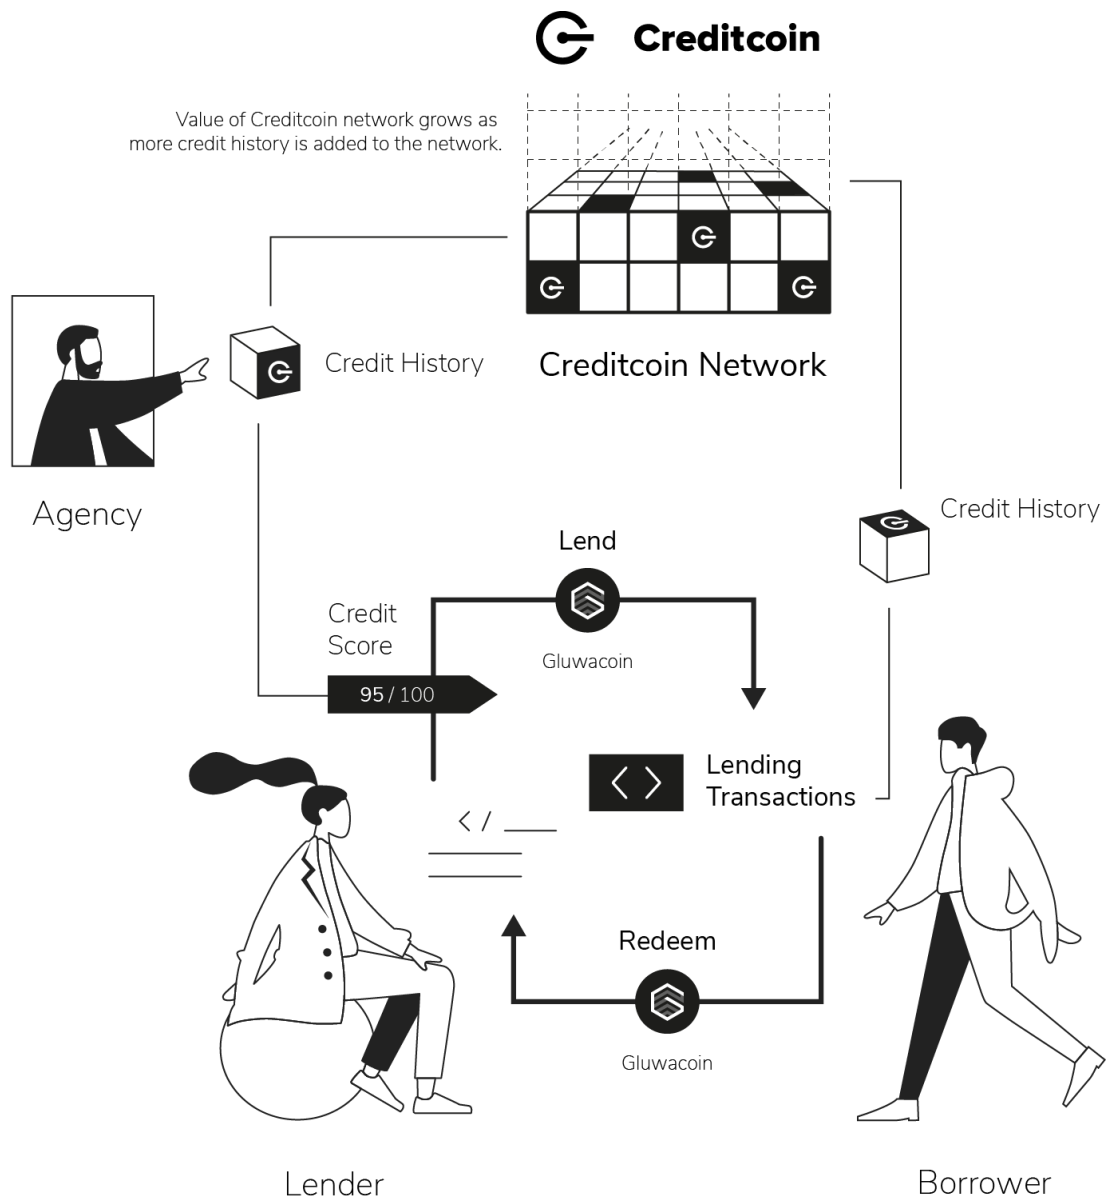 Creditcoin
Value of Creditcoin network grows as
more credit history is added to the network.
Credit History
Creditcoin Network
Agency
Credit History
Lend
Gluwacoin
Credit
Score
95 / 100
< >
Lending
Transactions
< /
Redeem
Gluwacoin
Lender
Borrower